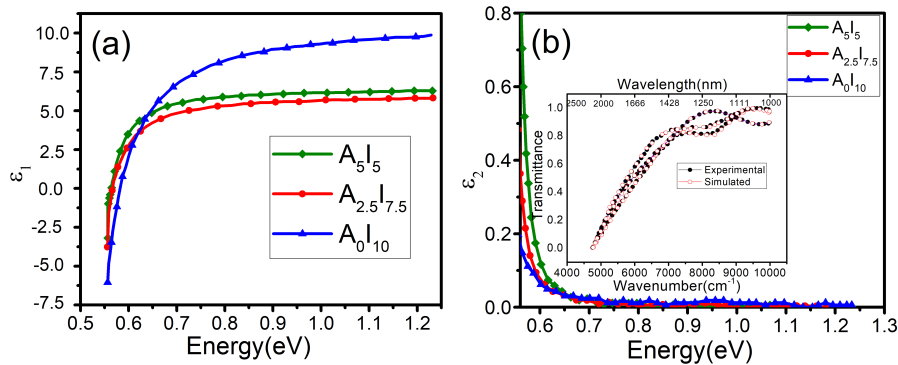 (a)
ε1
10.0
7.5
5.0
2.5
0.0
-2.5
-5.0
-7.5
A5I5
A2.5I7.5
A0I10
0.5 0.6 0.7 0.8 0.9 1.0 1.1 1.2
Energy(eV)
(b)
ε2
0.8
0.6
0.4
0.2
0.0
A5I5
A2.5I7.5
A0I10
Wavelength(nm)
2500 2000 1666 1428 1250 1111 1000
Transmittance
1.0
0.8
0.6
0.4
0.2
0.0
Experimental
Simulated
4000 5000 6000 7000 8000 9000 10000
Wavenumber(cm-1)
0.6 0.7 0.8 0.9 1.0 1.1 1.2 1.3
Energy(eV)